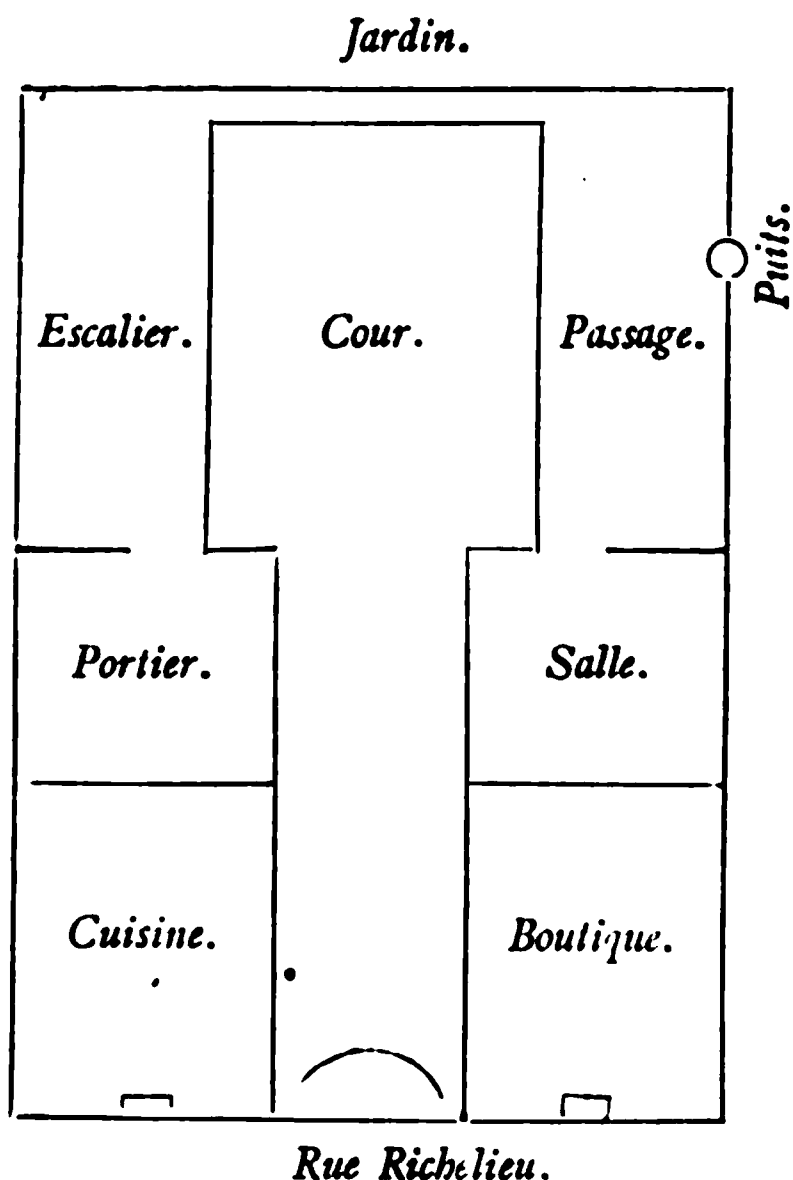 Jardin.
Puits.
Escalier.
Cour.
Passage.
Portier.
Salle.
Cuisine.
Boutique.
Rue Richelieu.